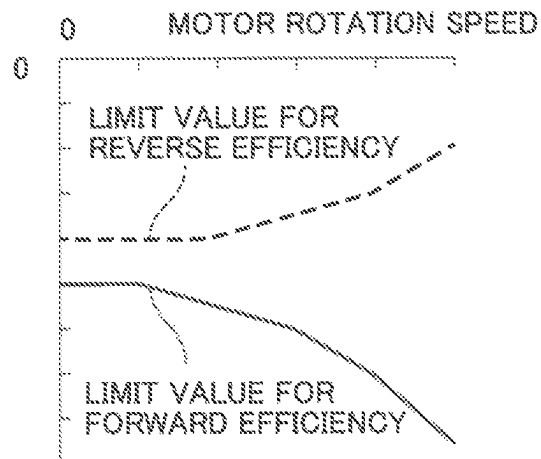 0 MOTOR ROTATION SPEED
0
LIMIT VALUE FOR
REVERSE EFFICIENCY
LIMIT VALUE FOR
FORWARD EFFICIENCY